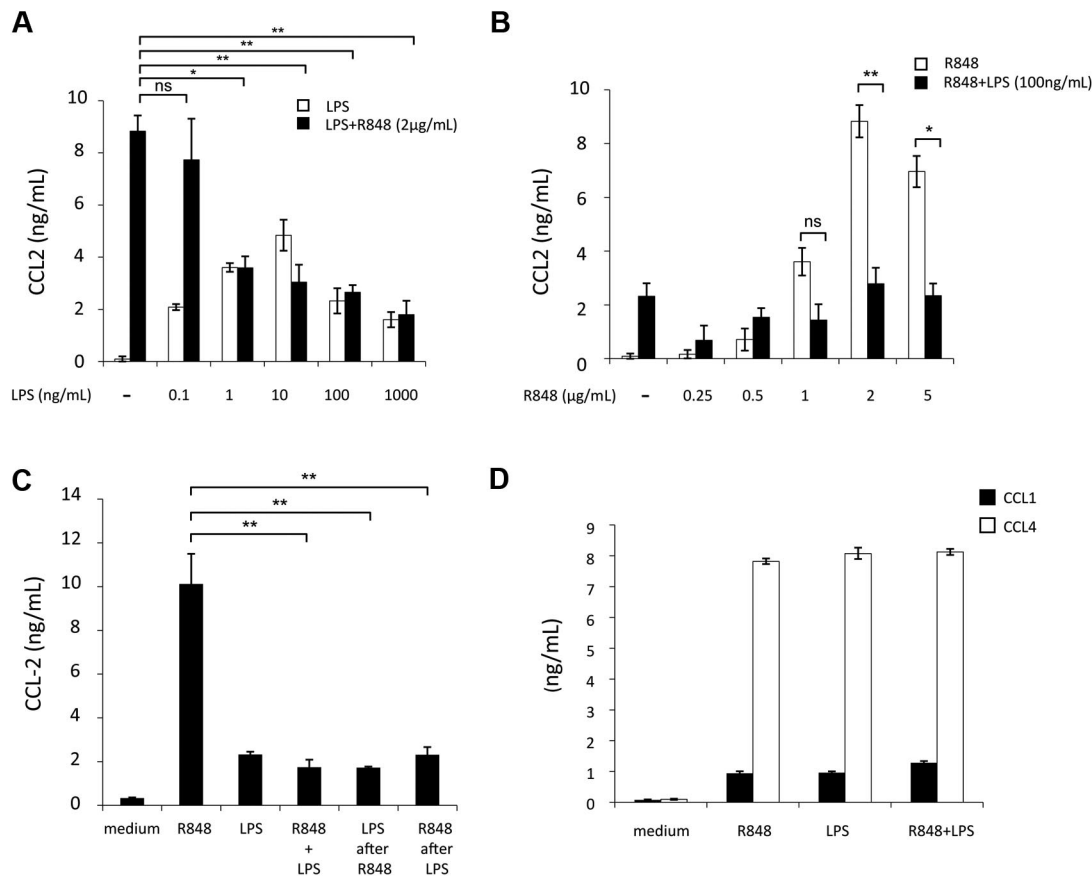 A
**
**
**
*
ns
LPS
LPS+R848 (2µg/mL)
10
8
6
4
2
0
CCL2 (ng/mL)
LPS (ng/mL) – 0.1 1 10 100 1000
B
R848
R848+LPS (100ng/mL)
**
*
ns
10
8
6
4
2
0
CCL2 (ng/mL)
R848 (µg/mL) – 0.25 0.5 1 2 5
C
**
**
**
14
12
10
8
6
4
2
0
CCL-2 (ng/mL)
medium
R848
LPS
R848
+
LPS
LPS
after
R848
R848
after
LPS
D
CCL1
CCL4
9
8
7
6
5
4
3
2
1
0
(ng/mL)
medium R848 LPS R848+LPS